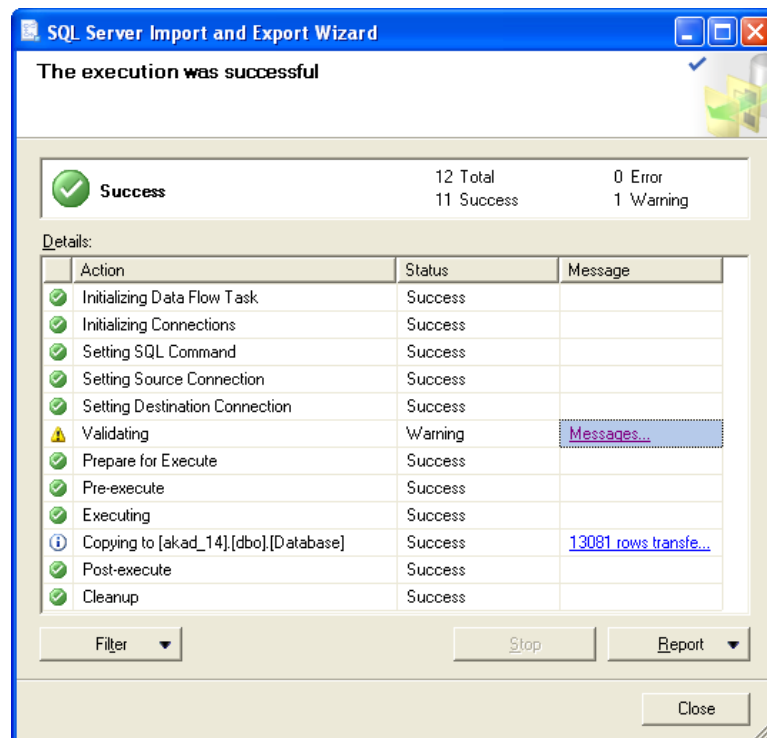 SQL Server Import and Export Wizard
The execution was successful
Success
12 Total
0 Error
11 Success
1 Warning
Details:
Action Status Message
Initializing Data Flow Task Success
Initializing Connections Success
Setting SQL Command Success
Setting Source Connection Success
Setting Destination Connection Success
Validating Warning Messages...
Prepare for Execute Success
Pre-execute Success
Executing Success
Copying to [akad_14].[dbo].[Database] Success 13081 rows transfe...
Post-execute Success
Cleanup Success
Filter Stop Report
Close